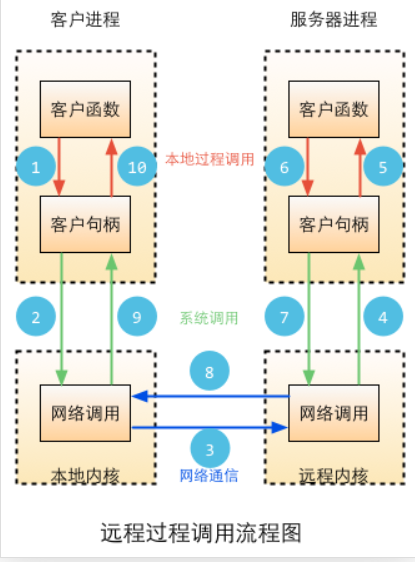 客户进程 服务器进程
客户函数 客户函数
1 10 本地过程调用 6 5
客户句柄 客户句柄
2 9 系统调用 7 4
8
网络调用 网络调用
3
本地内核 网络通信 远程内核
远程过程调用流程图